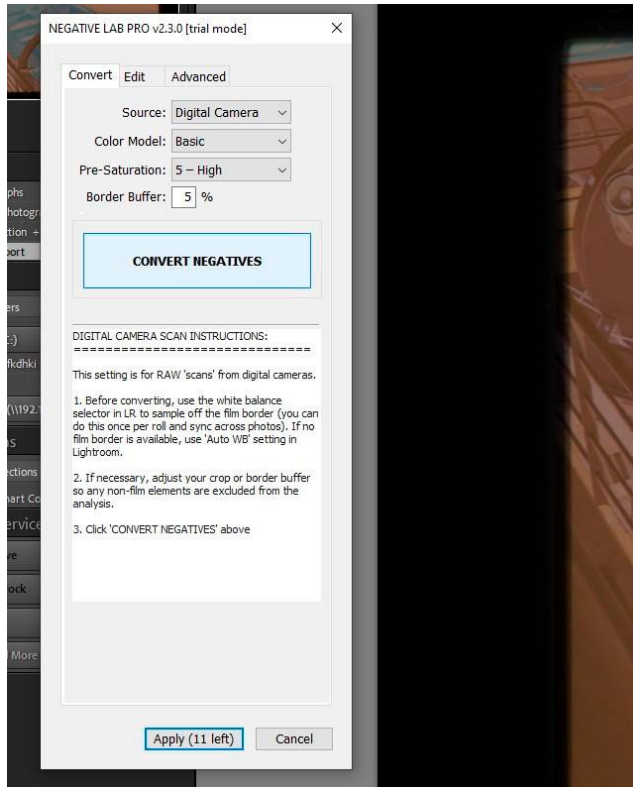 NEGATIVE LAB PRO v2.3.0 [trial mode]
Convert Edit Advanced
Source: Digital Camera
Color Model: Basic
Pre-Saturation: 5 – High
Border Buffer: 5 %
CONVERT NEGATIVES
DIGITAL CAMERA SCAN INSTRUCTIONS:
==============================
This setting is for RAW 'scans' from digital cameras.
1. Before converting, use the white balance
selector in LR to sample off the film border (you can
do this once per roll and sync across photos). If no
film border is available, use 'Auto WB' setting in
Lightroom.
2. If necessary, adjust your crop or border buffer
so any non-film elements are excluded from the
analysis.
3. Click 'CONVERT NEGATIVES' above
Apply (11 left) Cancel
phs
hotogr
tion +
port
ers
:)
fkdhki
(\\192.
ns
ections
mart Co
ervice
ve
ock
l More